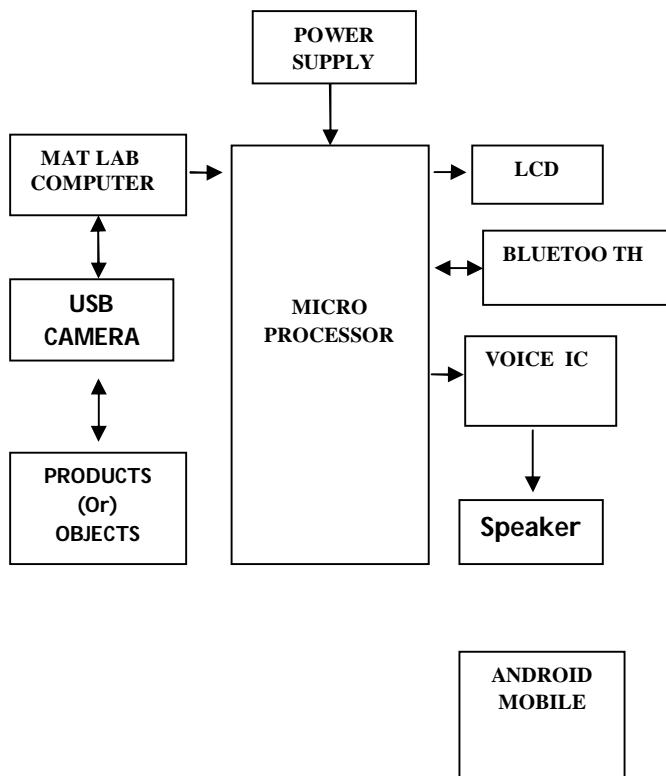 POWER
SUPPLY
MAT LAB
COMPUTER
LCD
BLUETOO TH
USB
CAMERA
MICRO
PROCESSOR
VOICE IC
PRODUCTS
(Or)
OBJECTS
Speaker
ANDROID
MOBILE